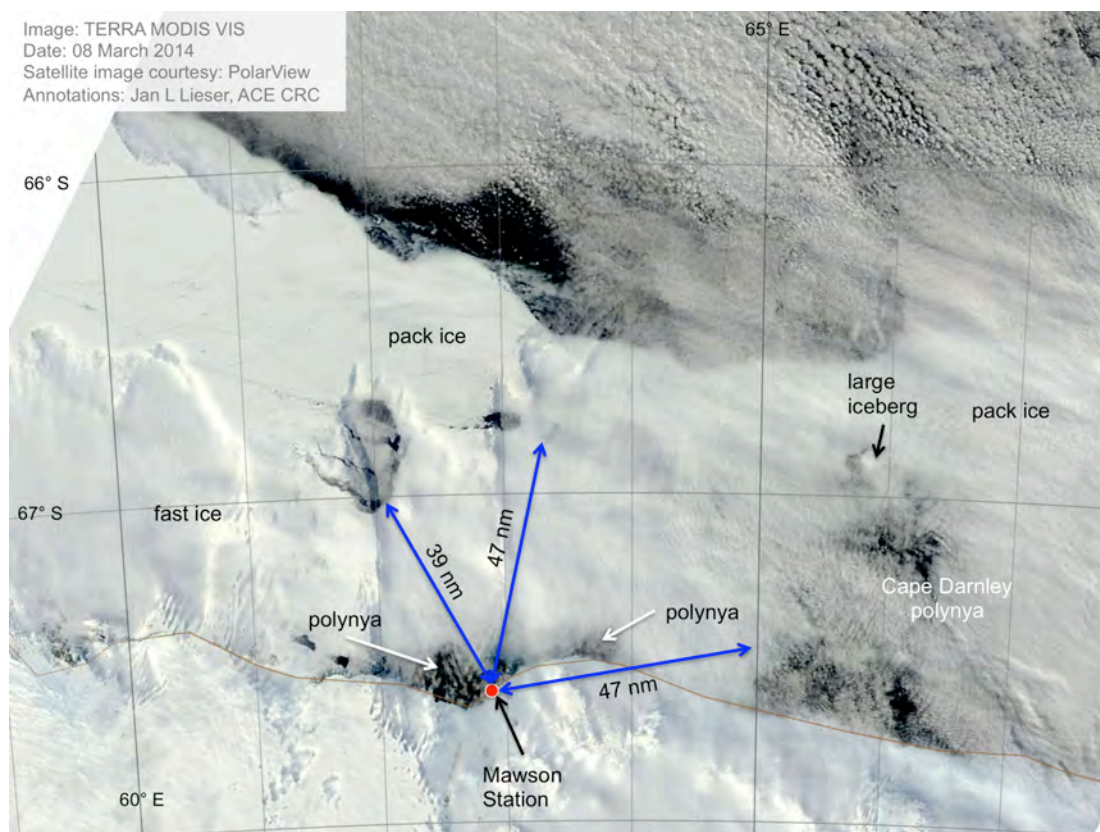 Image: TERRA MODIS VIS
Date: 08 March 2014
Satellite image courtesy: PolarView
Annotations: Jan L Lieser, ACE CRC
65° E
66° S
pack ice
large
iceberg
pack ice
67° S
fast ice
39 nm
47 nm
Cape Darnley
polynya
polynya
polynya
47 nm
Mawson
Station
60° E